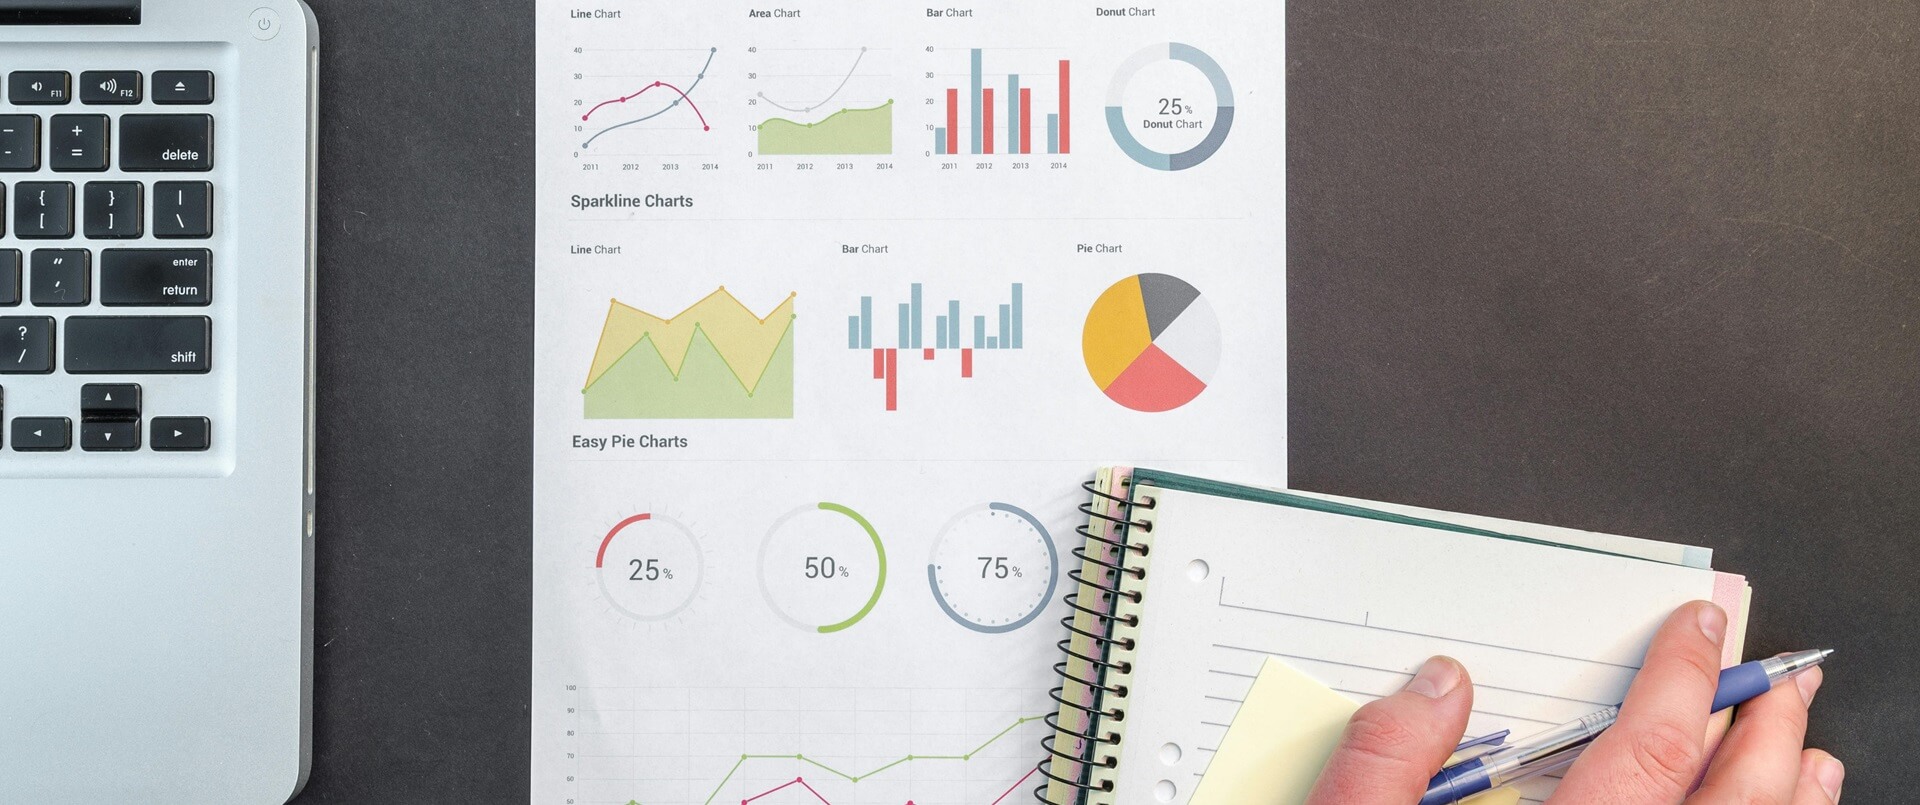 F11
F12
delete
enter
return
shift
+
=
{
[
}
]
|
\
"
'
?
/
Line Chart
Area Chart
Bar Chart
Donut Chart
40
30
20
10
0
2011 2012 2013 2014
40
30
20
10
0
2011 2012 2013 2014
40
30
20
10
0
2011 2012 2013 2014
25%
Donut Chart
Sparkline Charts
Line Chart
Bar Chart
Pie Chart
Easy Pie Charts
25%
50%
75%
100
90
80
70
60
50